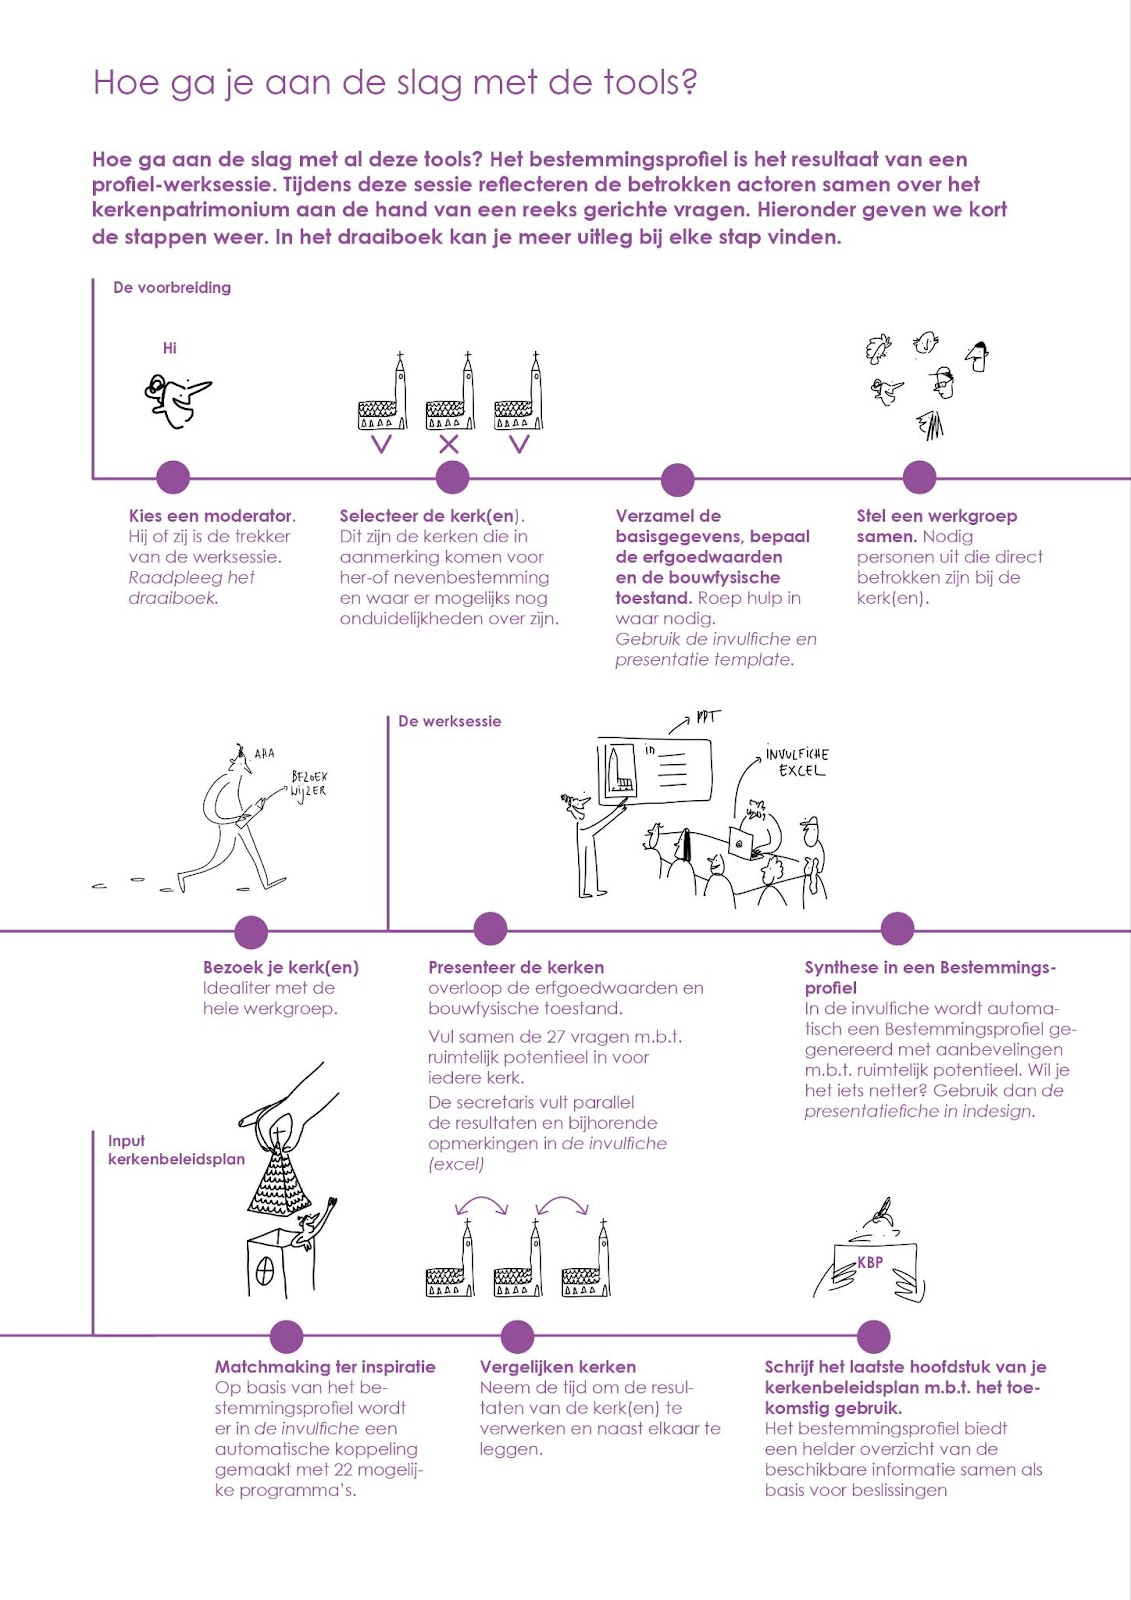 Hoe ga je aan de slag met de tools?
Hoe ga aan de slag met al deze tools? Het bestemmingsprofiel is het resultaat van een
profiel-werksessie. Tijdens deze sessie reflecteren de betrokken actoren samen over het
kerkenpatrimonium aan de hand van een reeks gerichte vragen. Hieronder geven we kort
de stappen weer. In het draaiboek kan je meer uitleg bij elke stap vinden.
De voorbreiding
Hi
Kies een moderator.
Hij of zij is de trekker
van de werksessie.
Raadpleeg het
draaiboek.
Selecteer de kerk(en).
Dit zijn de kerken die in
aanmerking komen voor
her-of nevenbestemming
en waar er mogelijks nog
onduidelijkheden over zijn.
Verzamel de
basisgegevens, bepaal
de erfgoedwaarden
en de bouwfysische
toestand. Roep hulp in
waar nodig.
Gebruik de invulfiche en
presentatie template.
Stel een werkgroep
samen. Nodig
personen uit die direct
betrokken zijn bij de
kerk(en).
AHA
BEZOEK
WIJZER
De werksessie
PPT
in
INVULFICHE
EXCEL
Bezoek je kerk(en)
Idealiter met de
hele werkgroep.
Presenteer de kerken
overloop de erfgoedwaarden en
bouwfysische toestand.
Vul samen de 27 vragen m.b.t.
ruimtelijk potentieel in voor
iedere kerk.
De secretaris vult parallel
de resultaten en bijhorende
opmerkingen in de invulfiche
(excel)
Synthese in een Bestemmings-
profiel
In de invulfiche wordt automa-
tisch een Bestemmingsprofiel ge-
genereerd met aanbevelingen
m.b.t. ruimtelijk potentieel. Wil je
het iets netter? Gebruik dan de
presentatiefiche in indesign.
Input
kerkenbeleidsplan
KBP
Matchmaking ter inspiratie
Op basis van het be-
stemmingsprofiel wordt
er in de invulfiche een
automatische koppeling
gemaakt met 22 mogelij-
ke programma's.
Vergelijken kerken
Neem de tijd om de resul-
taten van de kerk(en) te
verwerken en naast elkaar te
leggen.
Schrijf het laatste hoofdstuk van je
kerkenbeleidsplan m.b.t. het toe-
komstig gebruik.
Het bestemmingsprofiel biedt
een helder overzicht van de
beschikbare informatie samen als
basis voor beslissingen